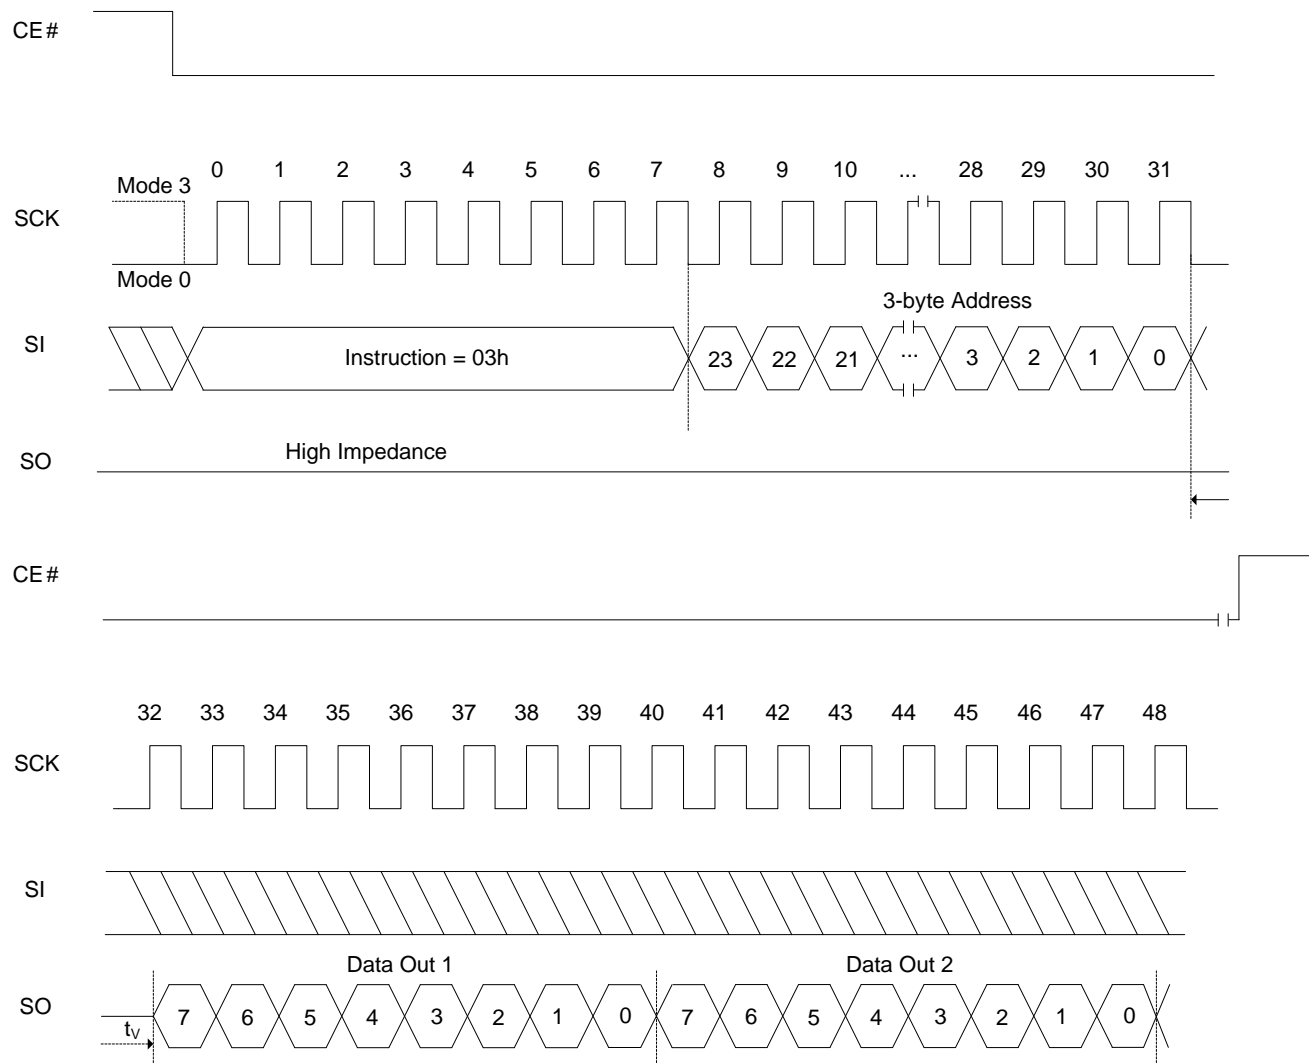 CE#
0 1 2 3 4 5 6 7 8 9 10 ... 28 29 30 31
Mode 3
SCK
Mode 0
3-byte Address
SI
Instruction = 03h 23 22 21 ... 3 2 1 0
High Impedance
SO
CE#
32 33 34 35 36 37 38 39 40 41 42 43 44 45 46 47 48
SCK
SI
Data Out 1 Data Out 2
SO
7 6 5 4 3 2 1 0 7 6 5 4 3 2 1 0
tV